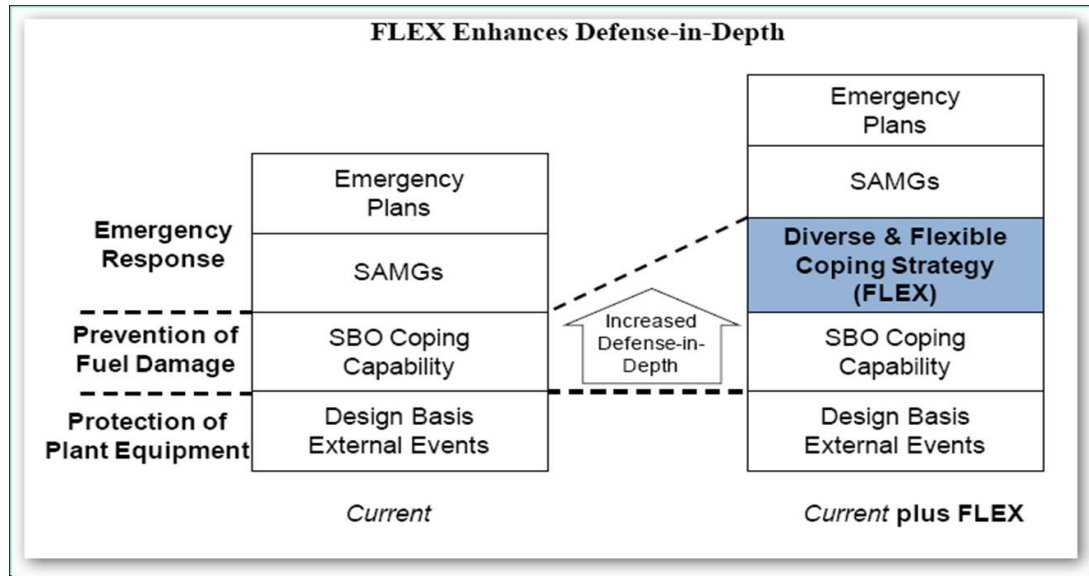 FLEX Enhances Defense-in-Depth
Emergency
Response
Prevention of
Fuel Damage
Protection of
Plant Equipment
Emergency
Plans
SAMGs
SBO Coping
Capability
Design Basis
External Events
Current
Increased
Defense-in-
Depth
Emergency
Plans
SAMGs
Diverse & Flexible
Coping Strategy
(FLEX)
SBO Coping
Capability
Design Basis
External Events
Current plus FLEX